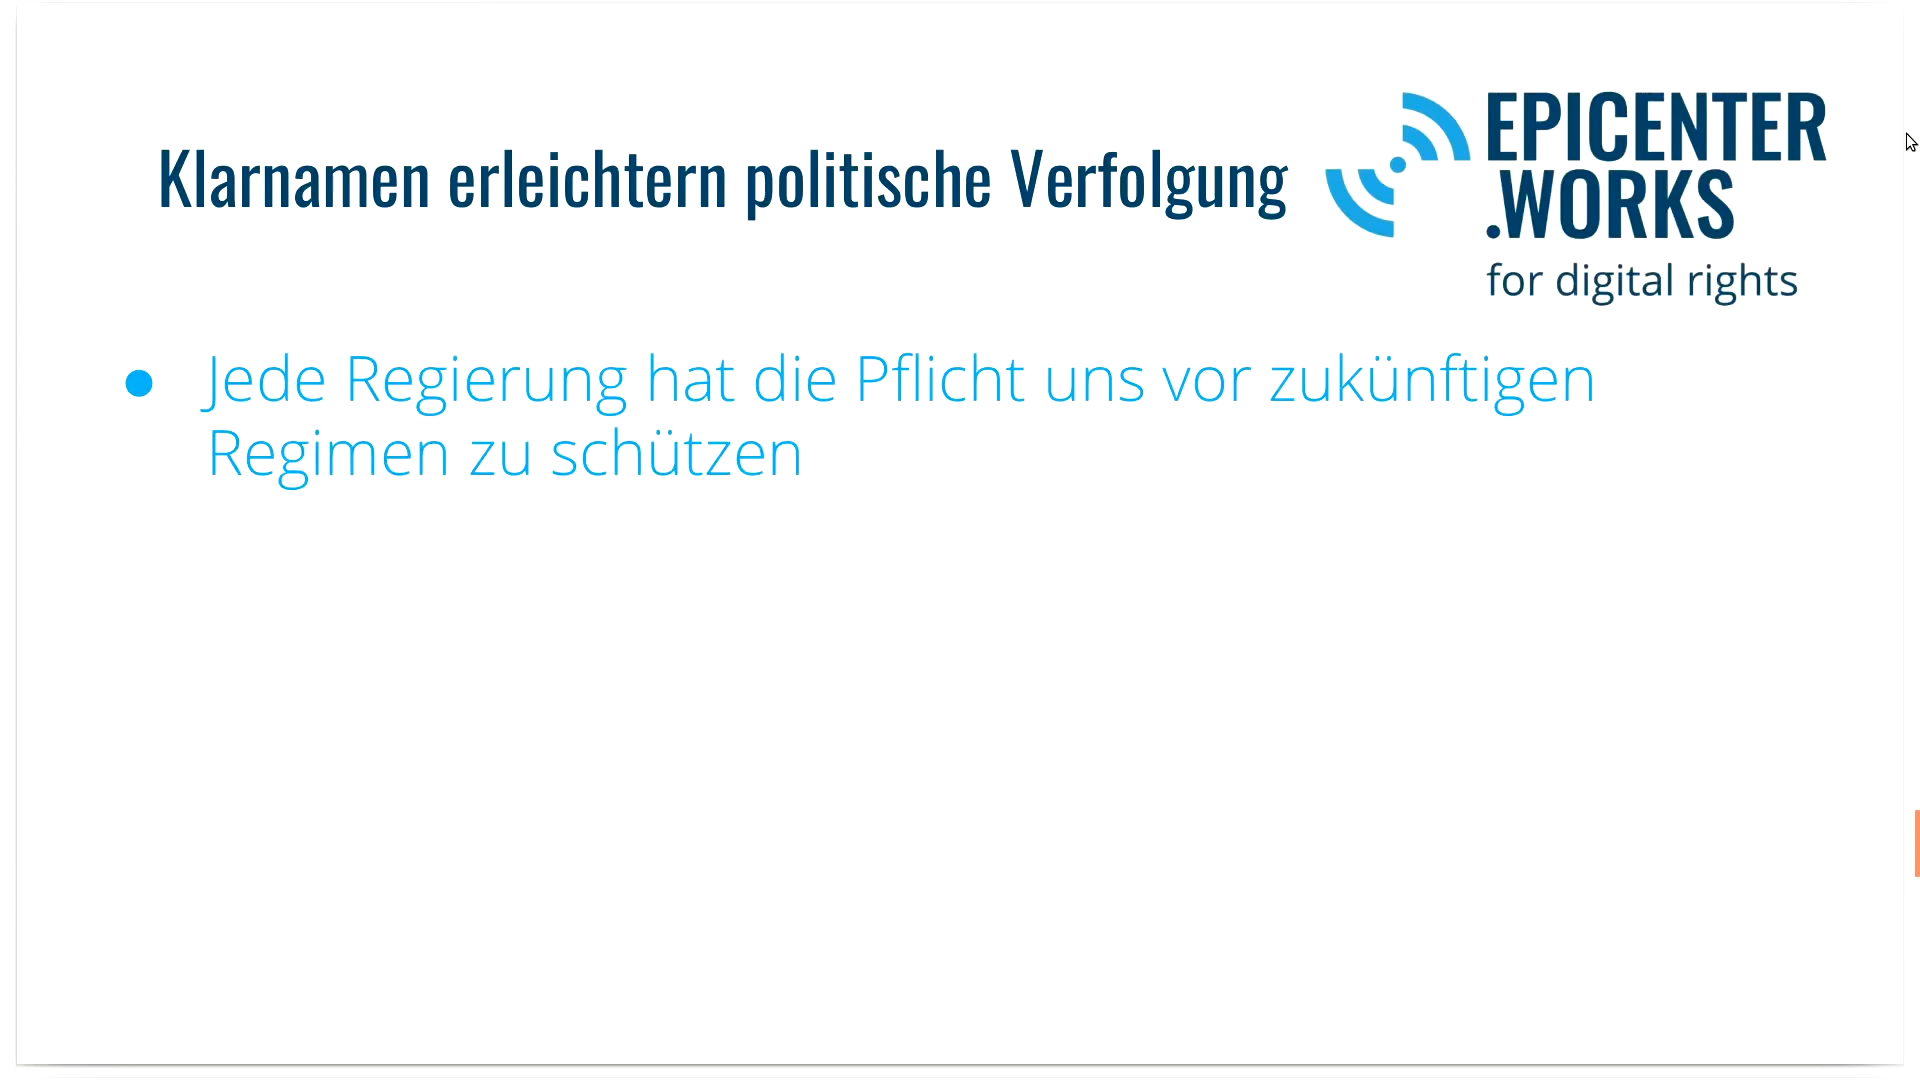 Klarnamen erleichtern politische Verfolgung
EPICENTER
.WORKS
for digital rights
● Jede Regierung hat die Pflicht uns vor zukünftigen
Regimen zu schützen